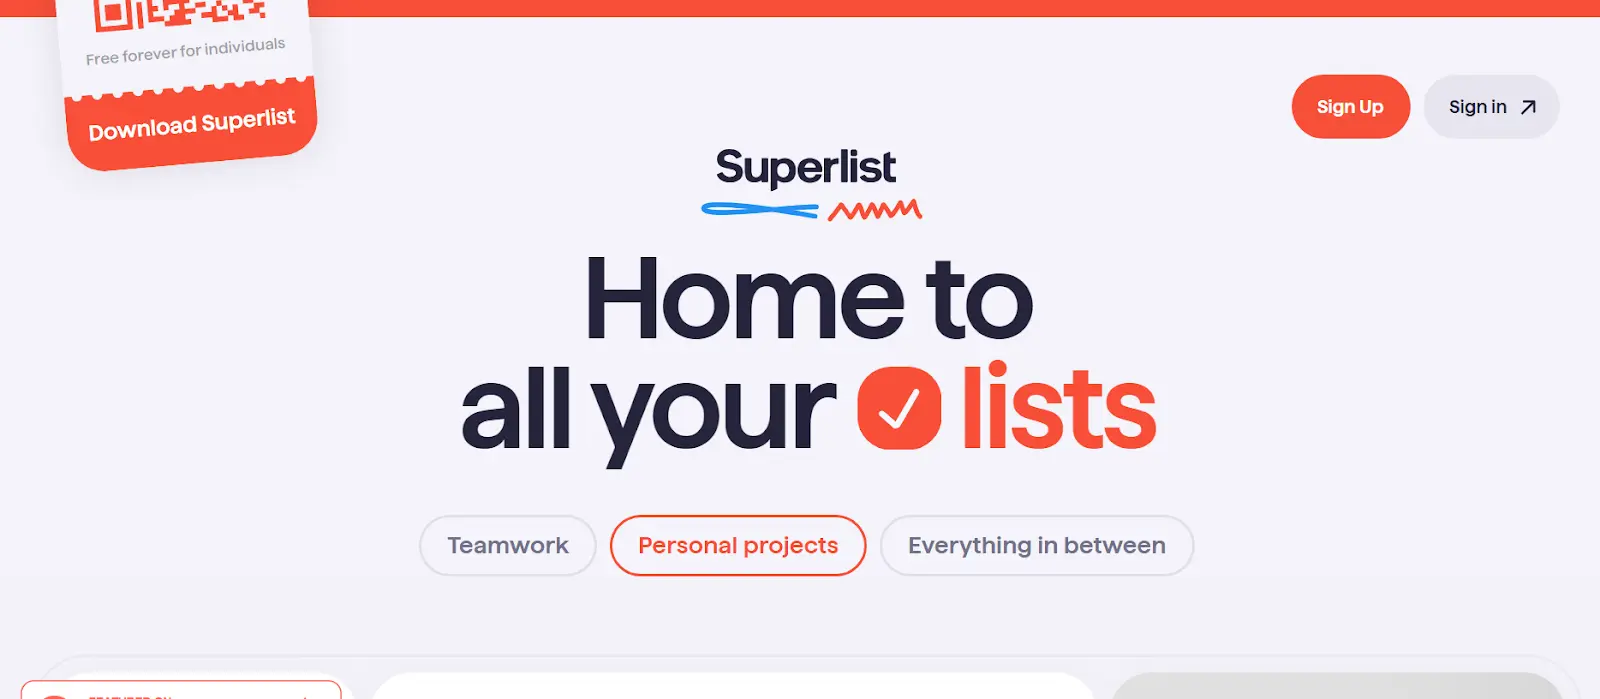 Free forever for individuals
Download Superlist
Sign Up
Sign in
Superlist
Home to
all your lists
Teamwork
Personal projects
Everything in between